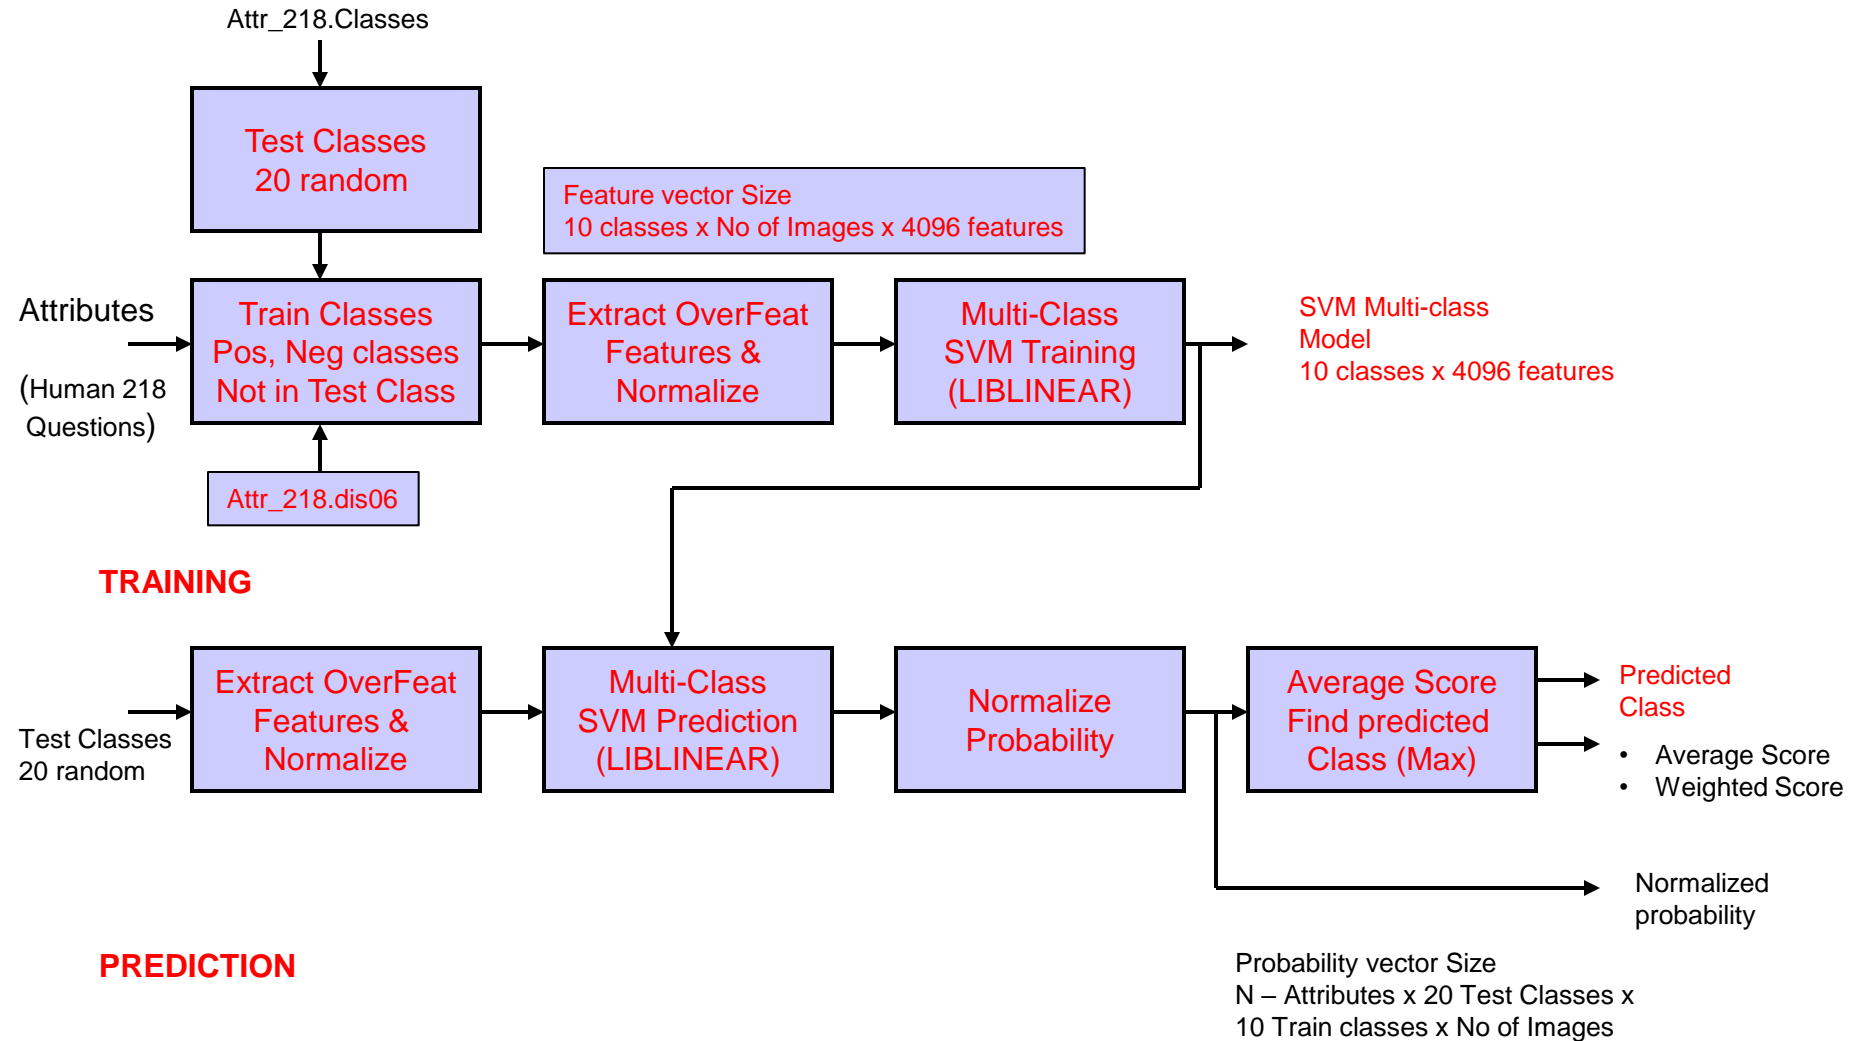 Attr_218.Classes
Test Classes
20 random
Feature vector Size
10 classes x No of Images x 4096 features
Attributes
(Human 218
Questions)
Train Classes
Pos, Neg classes
Not in Test Class
Extract OverFeat
Features &
Normalize
Multi-Class
SVM Training
(LIBLINEAR)
SVM Multi-class
Model
10 classes x 4096 features
Attr_218.dis06
TRAINING
Test Classes
20 random
Extract OverFeat
Features &
Normalize
Multi-Class
SVM Prediction
(LIBLINEAR)
Normalize
Probability
Average Score
Find predicted
Class (Max)
Predicted
Class
• Average Score
• Weighted Score
Normalized
probability
PREDICTION
Probability vector Size
N – Attributes x 20 Test Classes x
10 Train classes x No of Images